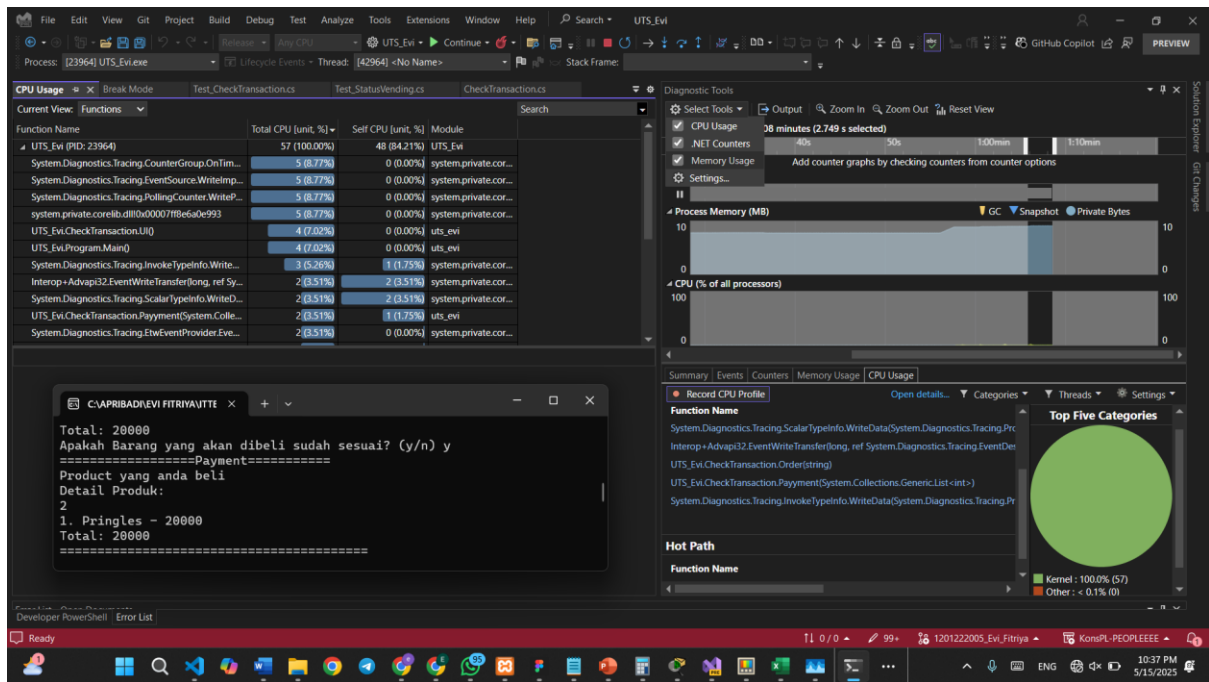 File Edit View Git Project Build Debug Test Analyze Tools Extensions Window Help Search UTS_Evi
Release Any CPU UTS_Evi Continue GitHub Copilot PREVIEW
Process: [23964] UTS_Evi.exe Lifecycle Events Thread: [42964] <No Name> Stack Frame:
CPU Usage Break Mode Test_CheckTransaction.cs Test_StatusVending.cs CheckTransaction.cs
Current View: Functions Search
Function Name Total CPU [unit, %] Self CPU [unit, %] Module
UTS_Evi (PID: 23964) 57 (100.00%) 48 (84.21%) UTS_Evi
System.Diagnostics.Tracing.CounterGroup.OnTim... 5 (8.77%) 0 (0.00%) system.private.cor...
System.Diagnostics.Tracing.EventSource.WriteImp... 5 (8.77%) 0 (0.00%) system.private.cor...
System.Diagnostics.Tracing.PollingCounter.WriteP... 5 (8.77%) 0 (0.00%) system.private.cor...
system.private.corelib.dll!0x00007ff8e6a0e993 5 (8.77%) 0 (0.00%) system.private.cor...
UTS_Evi.CheckTransaction.UI() 4 (7.02%) 0 (0.00%) uts_evi
UTS_Evi.Program.Main() 4 (7.02%) 0 (0.00%) uts_evi
System.Diagnostics.Tracing.InvokeTypeInfo.Write... 3 (5.26%) 1 (1.75%) system.private.cor...
Interop+Advapi32.EventWriteTransfer(long, ref Sy... 2 (3.51%) 2 (3.51%) system.private.cor...
System.Diagnostics.Tracing.ScalarTypeInfo.WriteD... 2 (3.51%) 2 (3.51%) system.private.cor...
UTS_Evi.CheckTransaction.Payyment(System.Colle... 2 (3.51%) 1 (1.75%) uts_evi
System.Diagnostics.Tracing.EtwEventProvider.Eve... 2 (3.51%) 0 (0.00%) system.private.cor...
Diagnostic Tools
Select Tools Output Zoom In Zoom Out Reset View
CPU Usage
.NET Counters
Memory Usage
Settings...
08 minutes (2.749 s selected)
40s 50s 1:00min 1:10min
Add counter graphs by checking counters from counter options
Process Memory (MB) GC Snapshot Private Bytes
10 10
0 0
CPU (% of all processors)
100 100
0 0
Summary Events Counters Memory Usage CPU Usage
Record CPU Profile Open details... Categories Threads Settings
Function Name
System.Diagnostics.Tracing.ScalarTypeInfo.WriteData(System.Diagnostics.Tracing.Prc
Interop+Advapi32.EventWriteTransfer(long, ref System.Diagnostics.Tracing.EventDes
UTS_Evi.CheckTransaction.Order(string)
UTS_Evi.CheckTransaction.Payyment(System.Collections.Generic.List<int>)
System.Diagnostics.Tracing.InvokeTypeInfo.WriteData(System.Diagnostics.Tracing.Pr
Hot Path
Function Name
Top Five Categories
Kernel : 100.0% (57)
Other : < 0.1% (0)
Solution Explorer
Git Changes
C:\APRIBADI\EVI FITRIYA\ITTE
Total: 20000
Apakah Barang yang akan dibeli sudah sesuai? (y/n) y
==================Payment===========
Product yang anda beli
Detail Produk:
2
1. Pringles - 20000
Total: 20000
=========================================
Developer PowerShell Error List
Ready 0 / 0 99+ 1201222005_Evi_Fitriya KonsPL-PEOPLEEEE
95 ENG 10:37 PM
5/15/2025